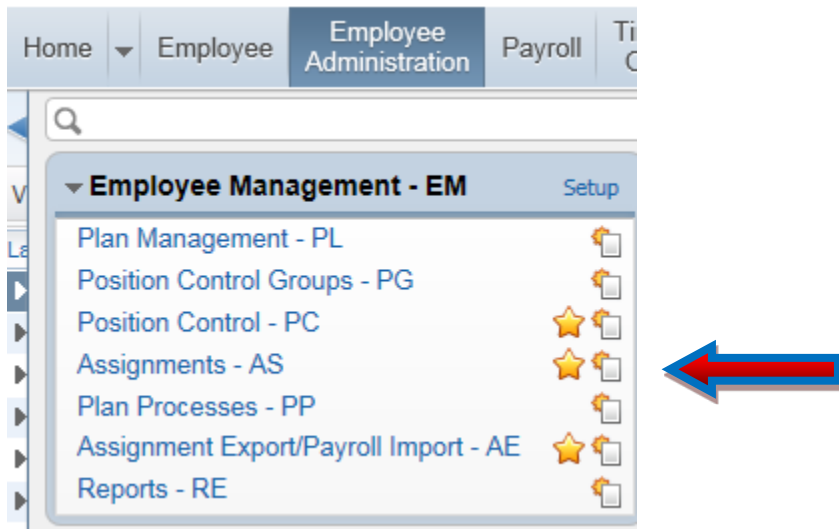 Home Employee Employee Administration Payroll
Employee Management - EM Setup
Plan Management - PL
Position Control Groups - PG
Position Control - PC
Assignments - AS
Plan Processes - PP
Assignment Export/Payroll Import - AE
Reports - RE